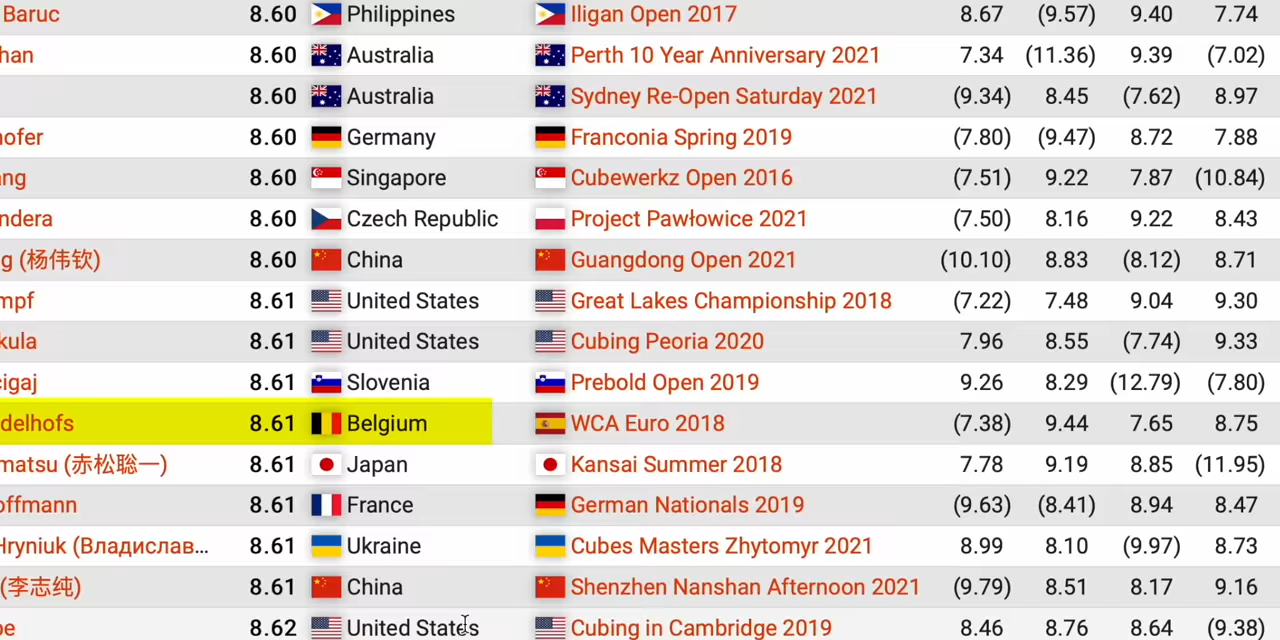 Baruc 8.60 Philippines Iligan Open 2017 8.67 (9.57) 9.40 7.74
han 8.60 Australia Perth 10 Year Anniversary 2021 7.34 (11.36) 9.39 (7.02)
8.60 Australia Sydney Re-Open Saturday 2021 (9.34) 8.45 (7.62) 8.97
nofer 8.60 Germany Franconia Spring 2019 (7.80) (9.47) 8.72 7.88
ang 8.60 Singapore Cubewerkz Open 2016 (7.51) 9.22 7.87 (10.84)
ndera 8.60 Czech Republic Project Pawłowice 2021 (7.50) 8.16 9.22 8.43
g (杨伟钦) 8.60 China Guangdong Open 2021 (10.10) 8.83 (8.12) 8.71
mpf 8.61 United States Great Lakes Championship 2018 (7.22) 7.48 9.04 9.30
kula 8.61 United States Cubing Peoria 2020 7.96 8.55 (7.74) 9.33
cigaj 8.61 Slovenia Prebold Open 2019 9.26 8.29 (12.79) (7.80)
delhofs 8.61 Belgium WCA Euro 2018 (7.38) 9.44 7.65 8.75
matsu (赤松聡一) 8.61 Japan Kansai Summer 2018 7.78 9.19 8.85 (11.95)
offmann 8.61 France German Nationals 2019 (9.63) (8.41) 8.94 8.47
Hryniuk (Владислав... 8.61 Ukraine Cubes Masters Zhytomyr 2021 8.99 8.10 (9.97) 8.73
(李志纯) 8.61 China Shenzhen Nanshan Afternoon 2021 (9.79) 8.51 8.17 9.16
pe 8.62 United States Cubing in Cambridge 2019 8.46 8.76 8.64 (9.38)